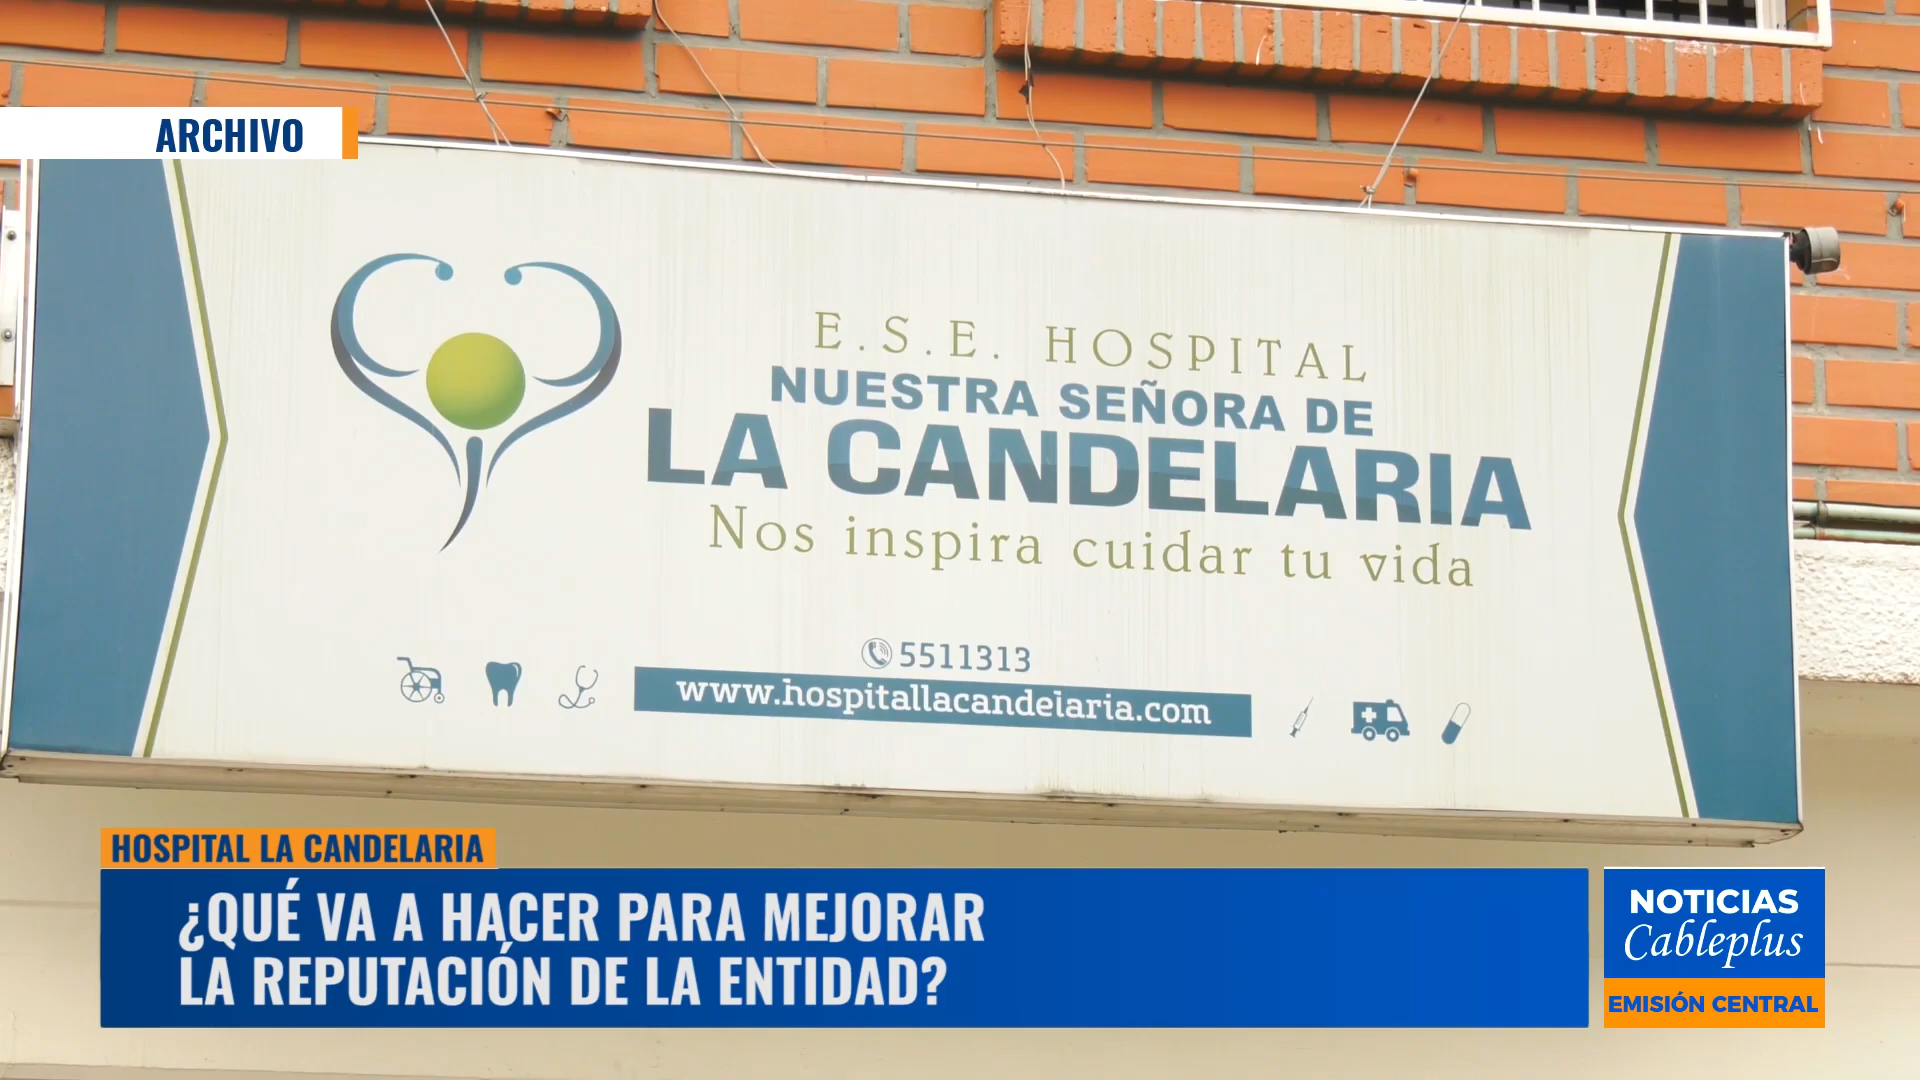 ARCHIVO
E.S.E. HOSPITAL
NUESTRA SEÑORA DE
LA CANDELARIA
Nos inspira cuidar tu vida
5511313
www.hospitallacandelaria.com
HOSPITAL LA CANDELARIA
¿QUÉ VA A HACER PARA MEJORAR
LA REPUTACIÓN DE LA ENTIDAD?
NOTICIAS
Cableplus
EMISIÓN CENTRAL